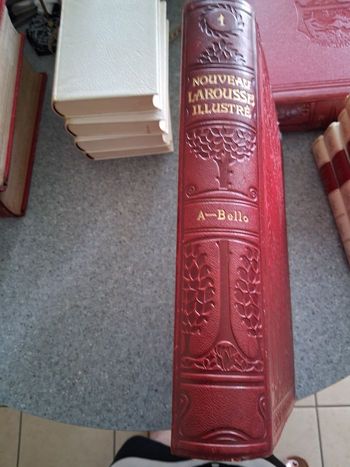 1
NOUVEAU
LAROUSSE
ILLUSTRÉ
A—Bello